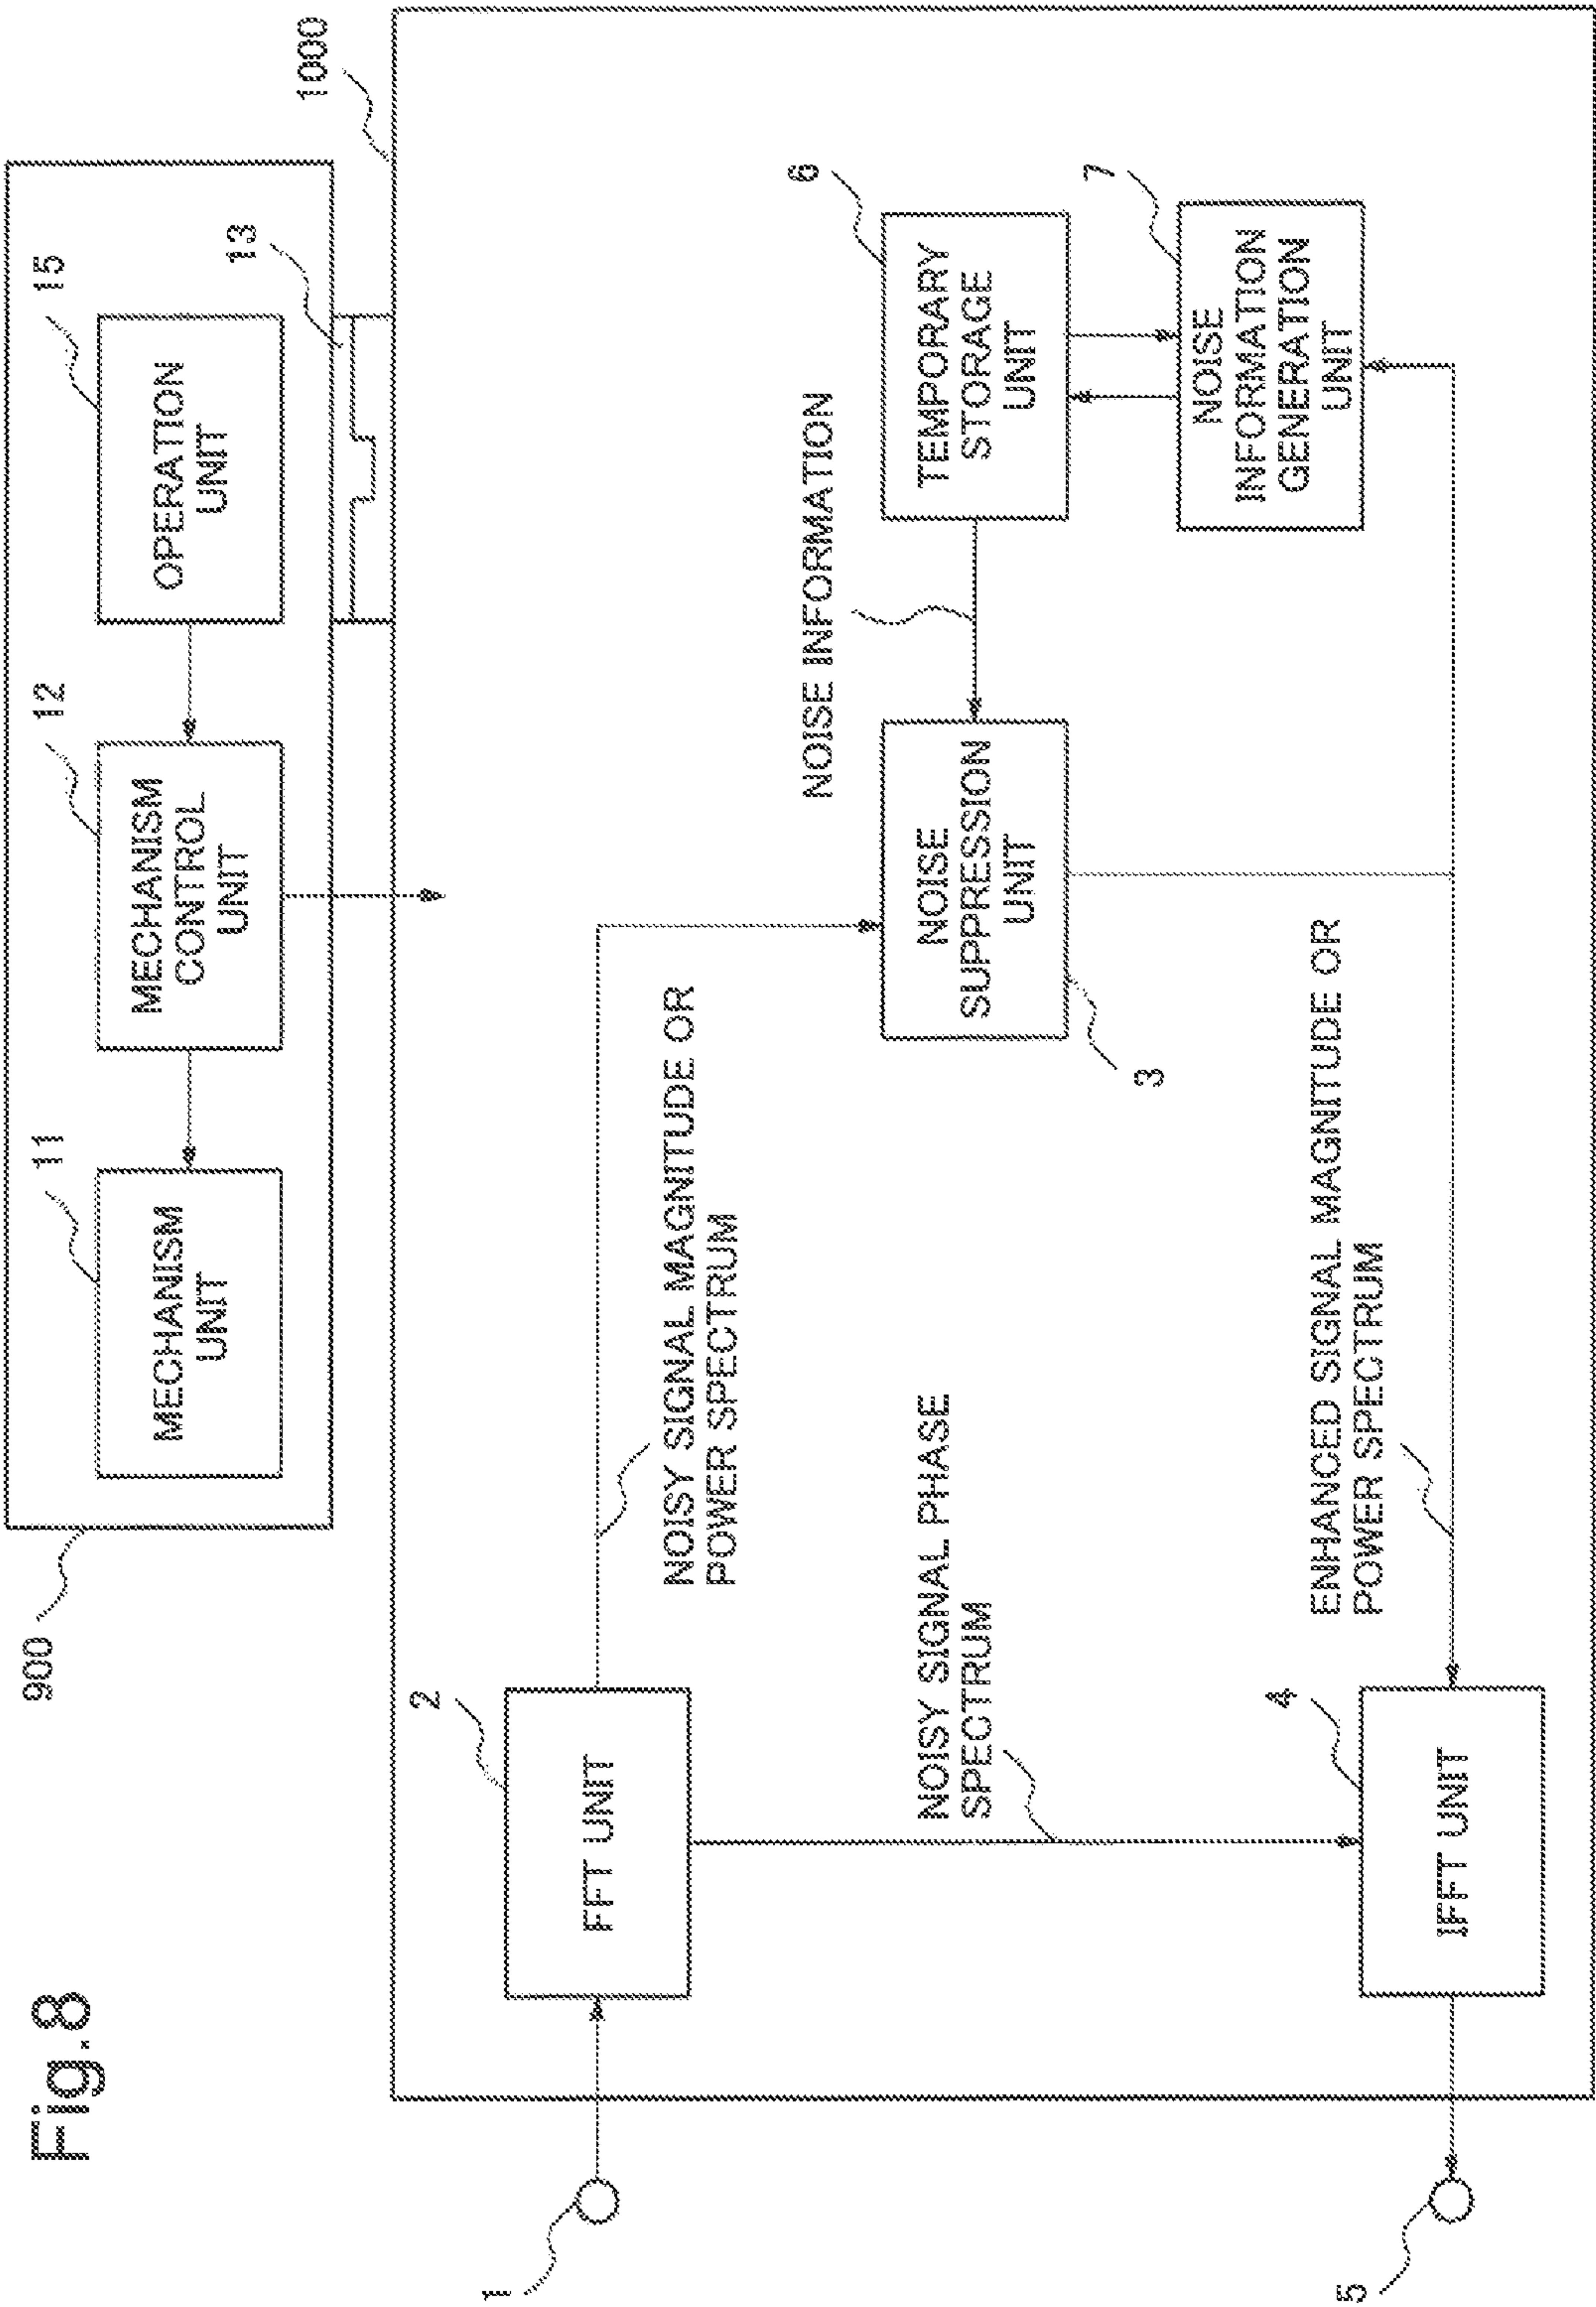 Fig.8
900
11
12
15
MECHANISM
UNIT
MECHANISM
CONTROL
UNIT
OPERATION
UNIT
13
1000
1
2
FFT UNIT
NOISY SIGNAL MAGNITUDE OR
POWER SPECTRUM
NOISE INFORMATION
6
TEMPORARY
STORAGE
UNIT
NOISE
SUPPRESSION
UNIT
3
NOISY SIGNAL PHASE
SPECTRUM
7
NOISE
INFORMATION
GENERATION
UNIT
4
ENHANCED SIGNAL MAGNITUDE OR
POWER SPECTRUM
5
IFFT UNIT